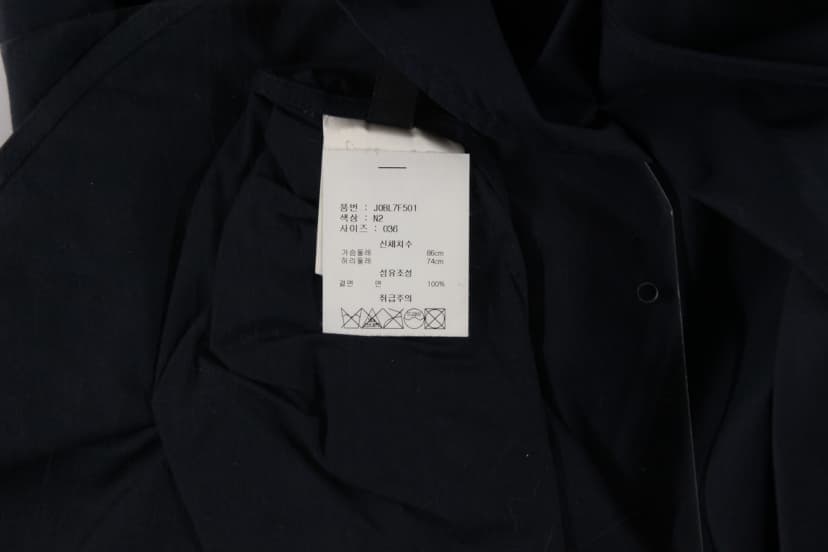 품번 : JOBL7F501
색상 : N2
사이즈 : 036
신체치수
가슴둘레 86cm
허리둘레 74cm
섬유조성
겉면 면 100%
취급주의